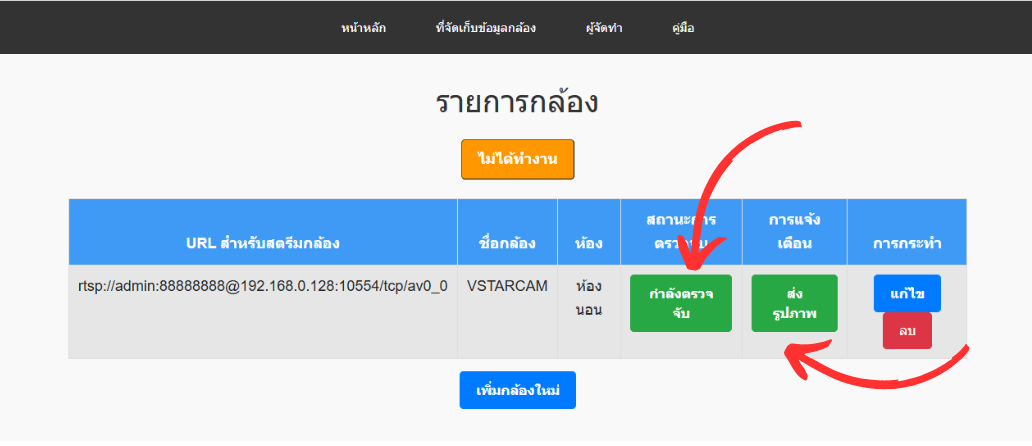 หน้าหลัก ที่จัดเก็บข้อมูลกล้อง ผู้จัดทำ คู่มือ
รายการกล้อง
ไม่ได้ทำงาน
URL สำหรับสตรีมกล้อง ชื่อกล้อง ห้อง สถานะการ การแจ้งเตือน การกระทำ
rtsp://admin:88888888@192.168.0.128:10554/tcp/av0_0 VSTARCAM ห้อง
นอน
กำลังตรวจ
จับ
ส่ง
รูปภาพ
แก้ไข
ลบ
เพิ่มกล้องใหม่